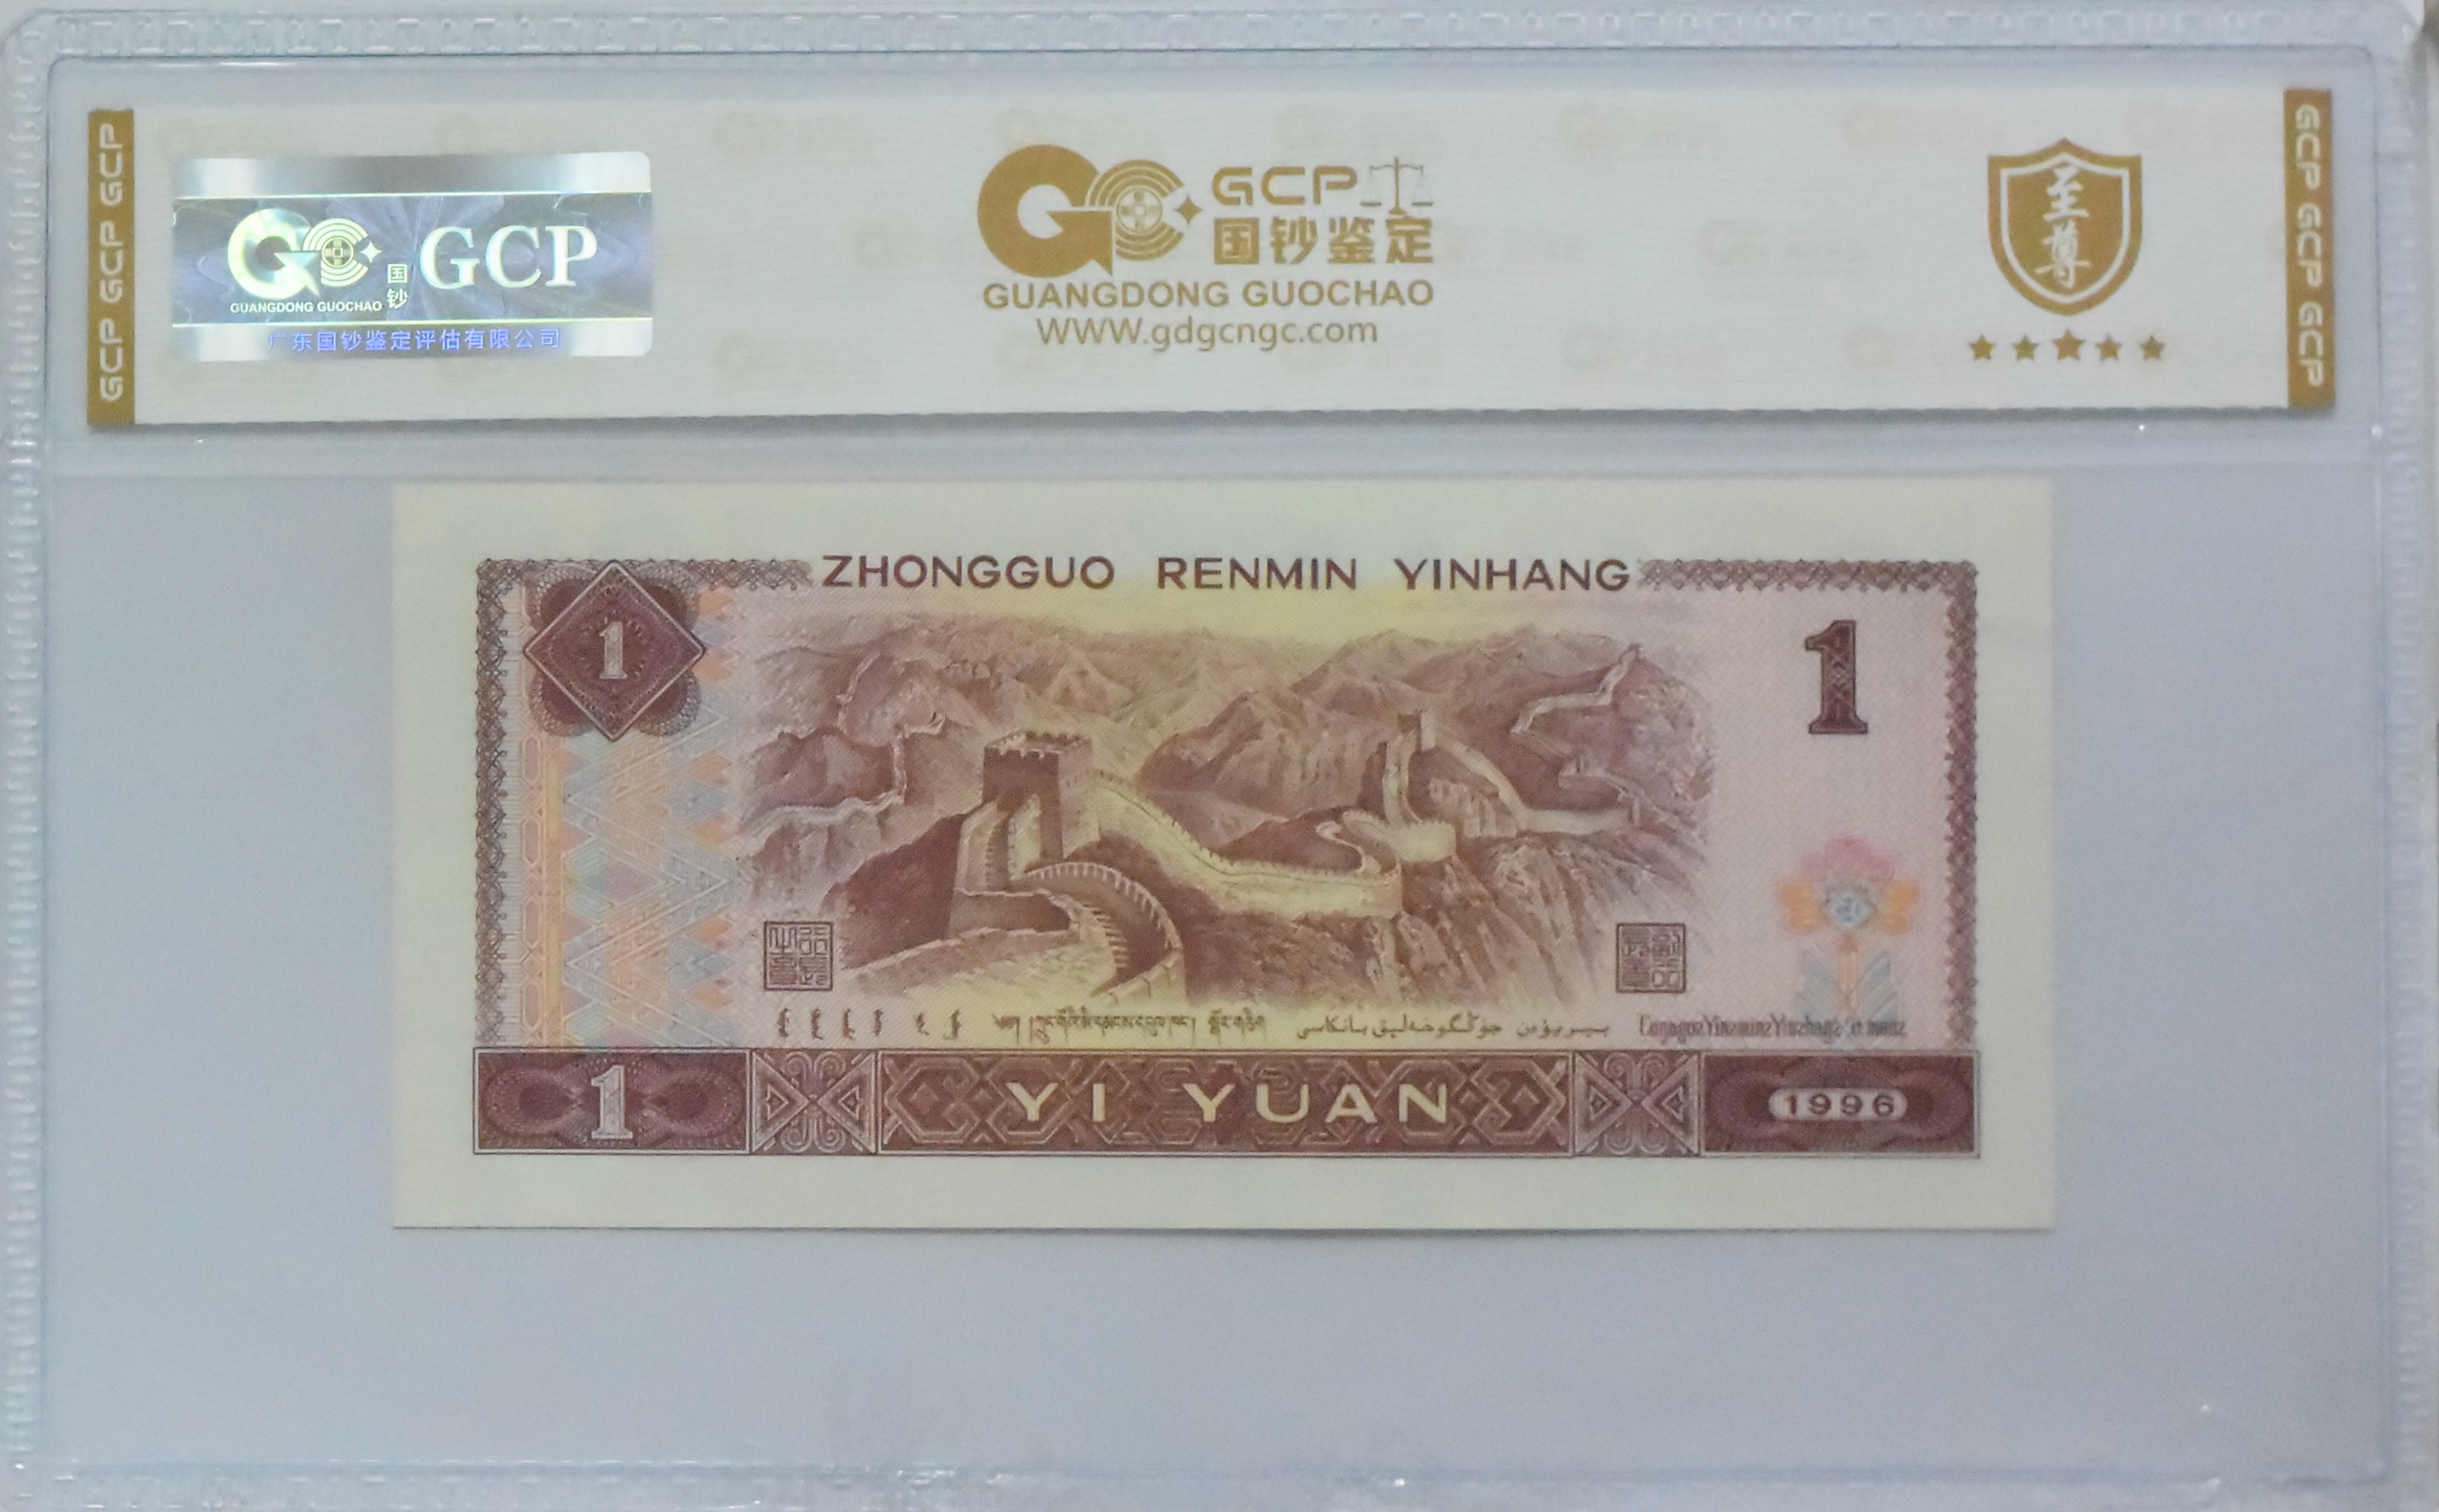 GCP GCP GCP
GC 国钞 GCP
GUANGDONG GUOCHAO
广东国钞鉴定评估有限公司
GCP
国钞鉴定
GUANGDONG GUOCHAO
WWW.gdgcngc.com
至尊
GCP GCP GCP
ZHONGGUO RENMIN YINHANG
1
1
1
YI YUAN
1996